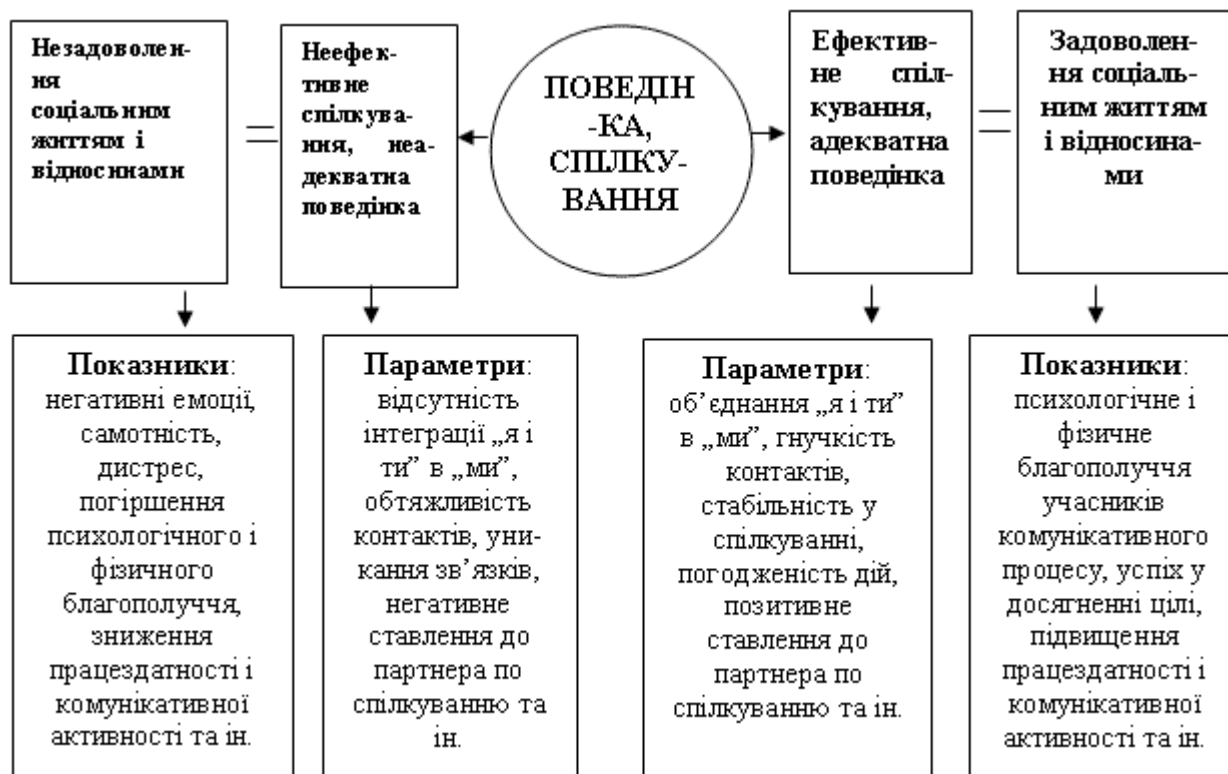 Незадоволен-
ня
соціальним
життям і
відносинами
Неефек-
тивне
спілкува-
ння, неа-
декватна
поведінка
ПОВЕДІН
-КА,
СПІЛКУ-
ВАННЯ
Ефектив-
не спіл-
кування,
адекватна
поведінка
Задоволен-
ня соціаль-
ним життям
і відносина-
ми
Показники:
негативні емоції,
самотність,
дистрес,
погіршення
психологічного і
фізичного
благополуччя,
зниження
працездатності і
комунікативної
активності та ін.
Параметри:
відсутність
інтеграції „я і
ти” в „ми”,
обтяжливість
контактів, уни-
кання зв’язків,
негативне
ставлення до
партнера по
спілкуванню та
ін.
Параметри:
об’єднання „я і ти”
в „ми”, гнучкість
контактів,
стабільність у
спілкуванні,
погодженість дій,
позитивне
ставлення до
партнера по
спілкуванню та ін.
Показники:
психологічне і
фізичне
благополуччя
учасників
комунікативного
процесу, успіх у
досягненні цілі,
підвищення
працездатності і
комунікативної
активності та ін.